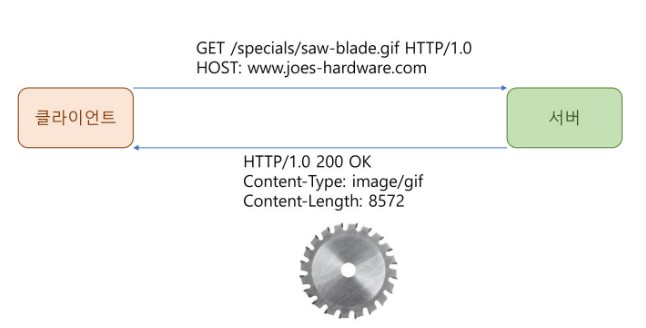 GET /specials/saw-blade.gif HTTP/1.0
HOST: www.joes-hardware.com
클라이언트
서버
HTTP/1.0 200 OK
Content-Type: image/gif
Content-Length: 8572